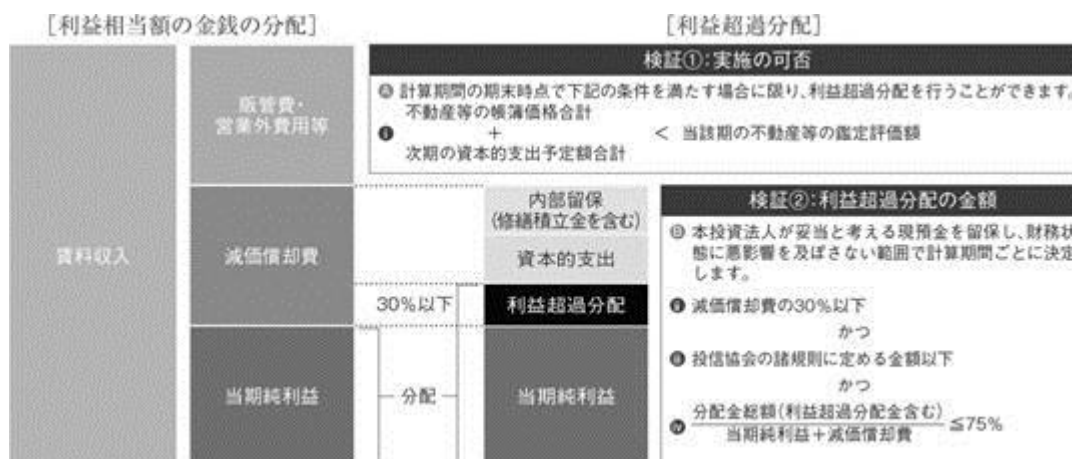 ［利益相当額の金銭の分配］
［利益超過分配］
賃料収入
販管費・
営業外費用等
減価償却費
当期純利益
30%以下
分配
内部留保
(修繕積立金を含む)
資本的支出
利益超過分配
当期純利益
検証①:実施の可否
計算期間の期末時点で下記の条件を満たす場合に限り、利益超過分配を行うことができます。
不動産等の帳簿価格合計
+
次期の資本的支出予定額合計
< 当該期の不動産等の鑑定評価額
検証②:利益超過分配の金額
本投資法人が妥当と考える現預金を留保し、財務状
態に悪影響を及ぼさない範囲で計算期間ごとに決定
します。
減価償却費の30%以下
かつ
投信協会の諸規則に定める金額以下
かつ
分配金総額(利益超過分配金含む)
当期純利益+減価償却費
≦75%